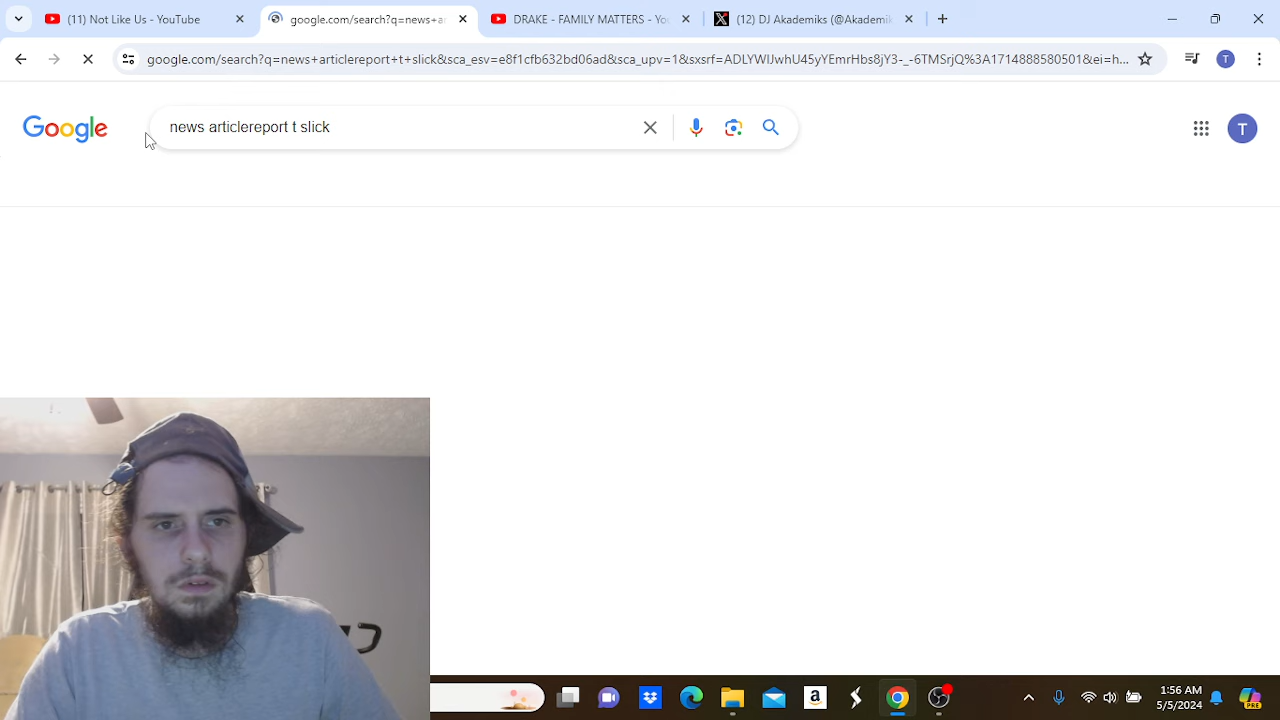 (11) Not Like Us - YouTube
google.com/search?q=news+a
DRAKE - FAMILY MATTERS - Yo
(12) DJ Akademiks (@Akademik
google.com/search?q=news+articlereport+t+slick&sca_esv=e8f1cfb632bd06ad&sca_upv=1&sxsrf=ADLYWIJwhU45yYEmrHbs8jY3-_-6TMSrjQ%3A1714888580501&ei=h...
T
Google
news articlereport t slick
T
1:56 AM
5/5/2024
PRE